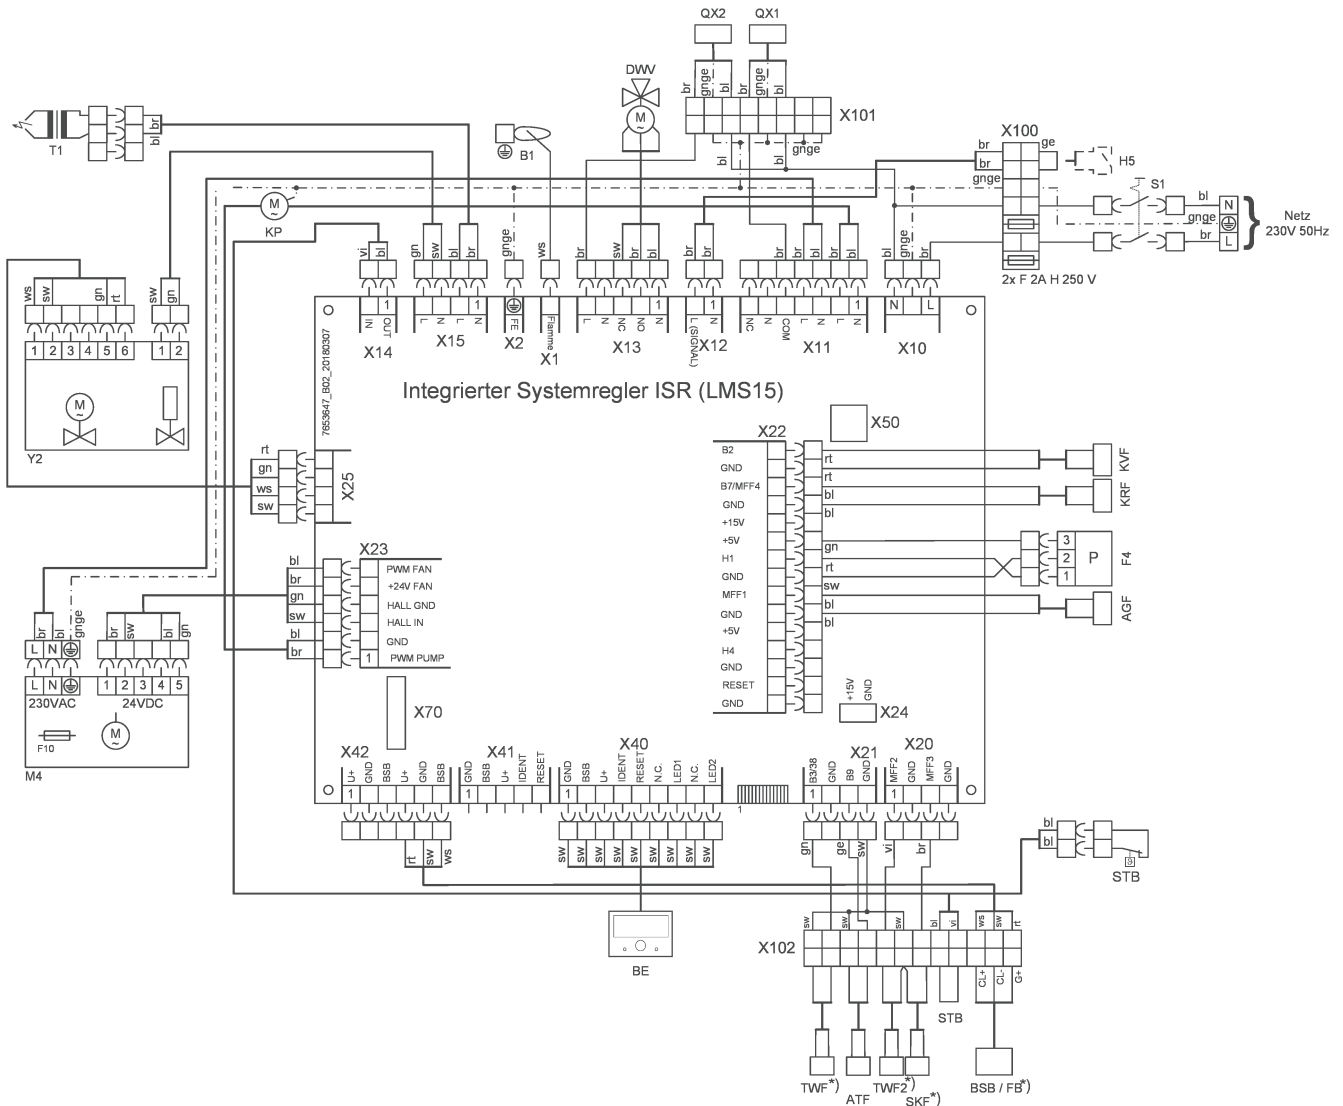 QX2 QX1
DWV
br gnge bl br gnge bl
X101
gnge
bl bl
T1
br
bl
M
~
B1
X100
br ge
br
gnge
H5
S1
bl N
gnge
br L
Netz
230V 50Hz
2x F 2A H 250 V
M
~
KP
ws sw gn rt
sw gn
vi bl
gn sw bl br
gnge
ws
br sw br bl
br br
br bl bl br
bl gnge br
1 2 3 4 5 6
1 2
M
~
Y2
1
IN OUT
X14
1
L N L N
X15
FE
X2
Flamme
X1
1
L N NC NO N
X13
1
L (SIGNAL) N
X12
1
NC N COM L N L N
X11
N L
X10
7653647_B02_20180307
Integrierter Systemregler ISR (LMS15)
X50
rt
gn
ws
sw
X25
X22
B2
GND
B7/MFF4
GND
+15V
+5V
H1
GND
MFF1
GND
+5V
H4
GND
RESET
GND
rt
rt
bl
bl
gn
rt
sw
bl
bl
KVF
KRF
3
2
1
P
F4
AGF
X23
bl
br
gn
sw
bl
br
PWM FAN
+24V FAN
HALL GND
HALL IN
GND
1 PWM PUMP
br bl gnge
br sw bl gn
L N
L N
1 2 3 4 5
230VAC 24VDC
F10
M
~
M4
X70
+15V GND
X24
X42
U+ GND BSB U+ GND BSB
1
X41
GND BSB U+ IDENT RESET
1
X40
GND BSB U+ IDENT RESET N.C. LED1 N.C. LED2
1
1
X21
B3/38 GND B9 GND
1
X20
MFF2 GND MFF3 GND
1
rt sw ws
sw sw sw sw sw sw sw sw sw
gn ge sw vi br
bl
bl
ϑ
STB
BE
sw sw sw bl vi ws sw rt
X102
CL+ CL- G+
STB
TWF*)
ATF
TWF2*)
SKF*)
BSB / FB*)